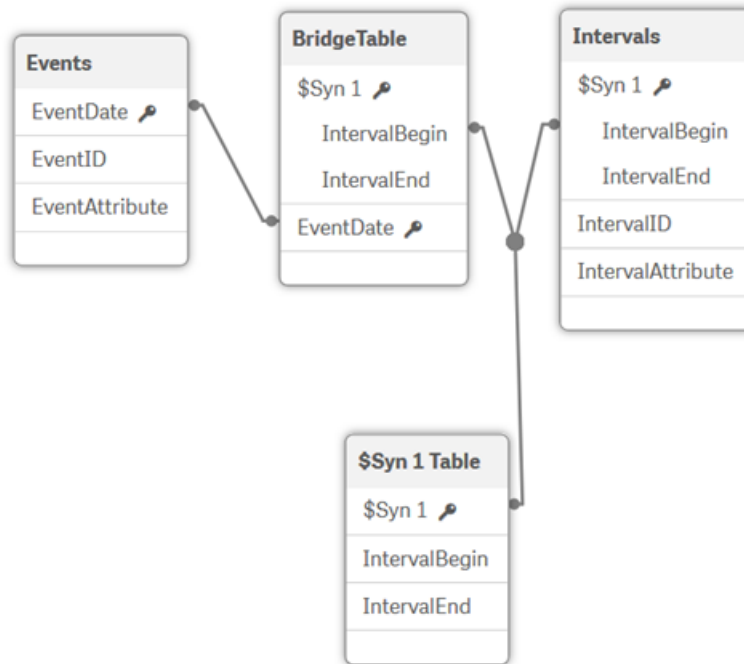 Events
EventDate
EventID
EventAttribute
BridgeTable
$Syn 1
IntervalBegin
IntervalEnd
EventDate
Intervals
$Syn 1
IntervalBegin
IntervalEnd
IntervalID
IntervalAttribute
$Syn 1 Table
$Syn 1
IntervalBegin
IntervalEnd